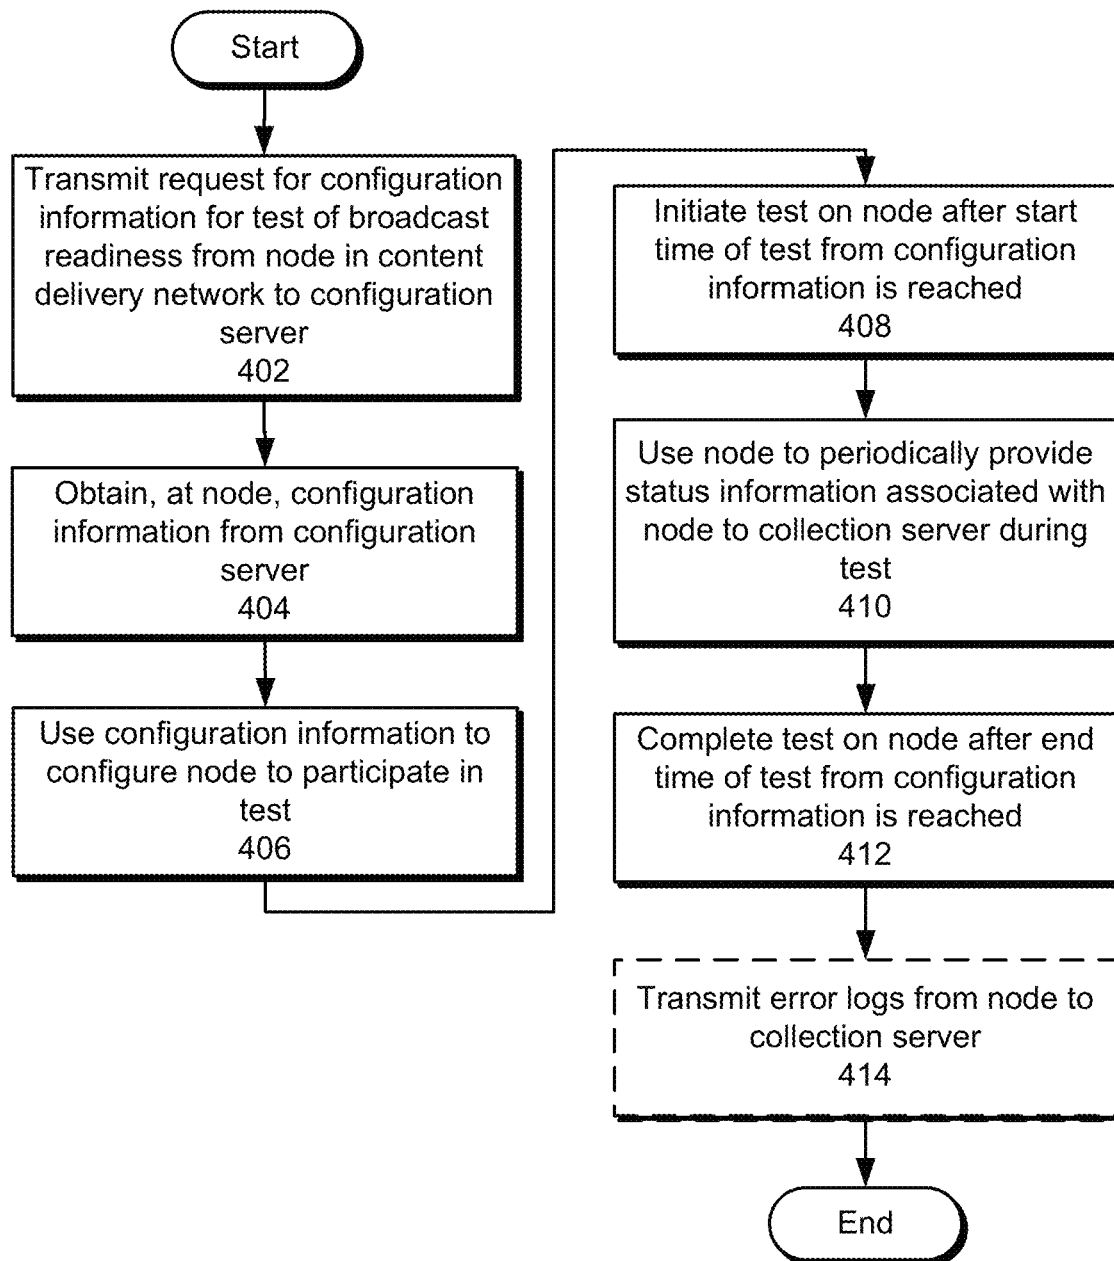 Start
Transmit request for configuration
information for test of broadcast
readiness from node in content
delivery network to configuration
server
402
Obtain, at node, configuration
information from configuration
server
404
Use configuration information to
configure node to participate in
test
406
Initiate test on node after start
time of test from configuration
information is reached
408
Use node to periodically provide
status information associated with
node to collection server during
test
410
Complete test on node after end
time of test from configuration
information is reached
412
Transmit error logs from node to
collection server
414
End